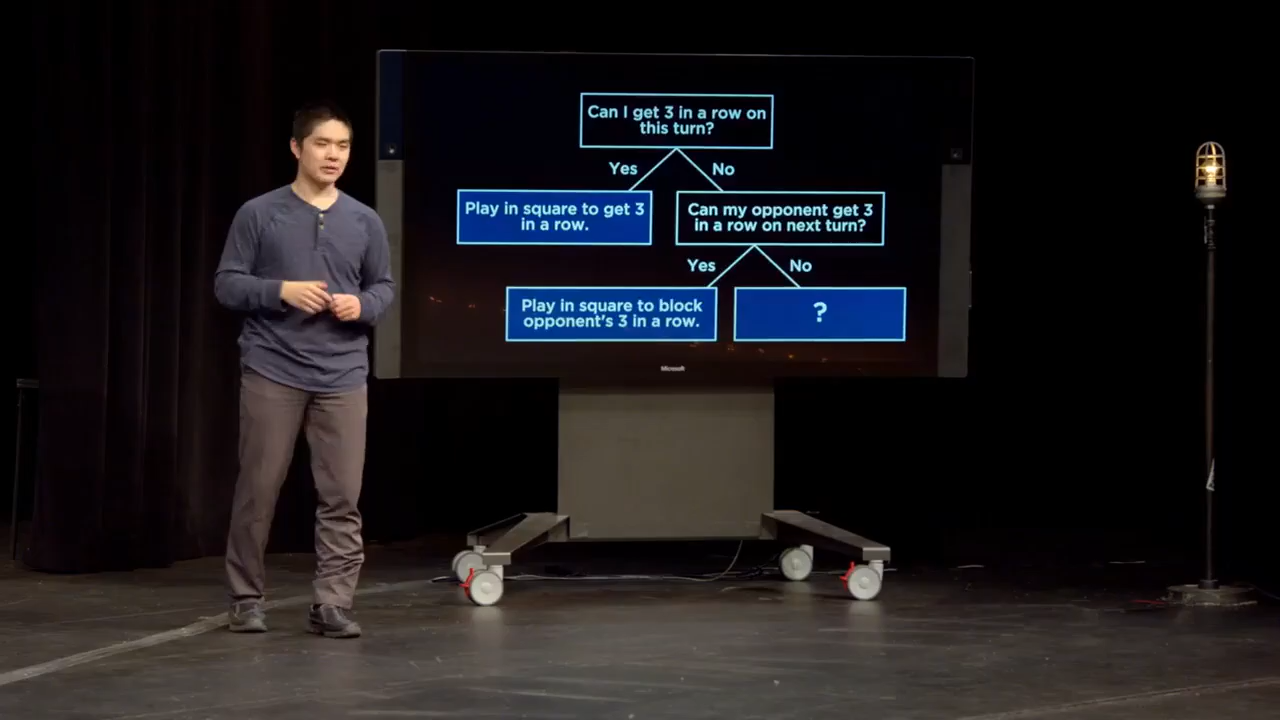 Can I get 3 in a row on
this turn?
Yes
No
Play in square to get 3
in a row.
Can my opponent get 3
in a row on next turn?
Yes
No
Play in square to block
opponent's 3 in a row.
?
Microsoft